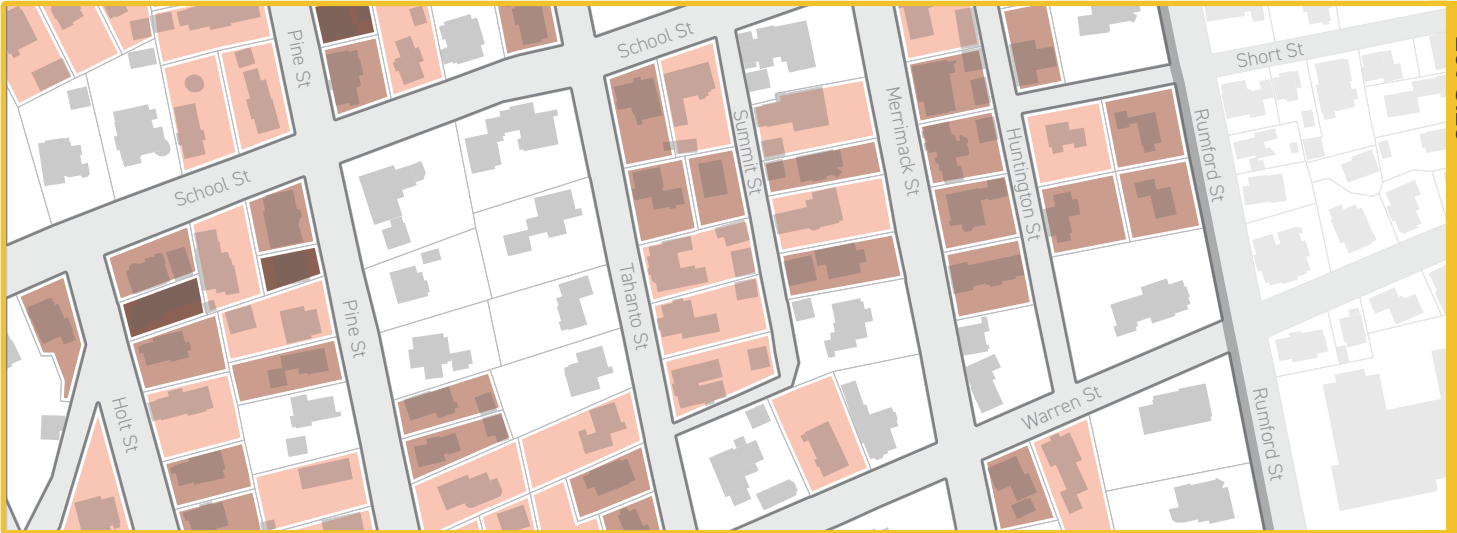 Pine St
School St
Short St
Summit St
Merrimack St
Huntington St
Rumford St
School St
Tahanto St
Pine St
Holt St
Warren St
Rumford St